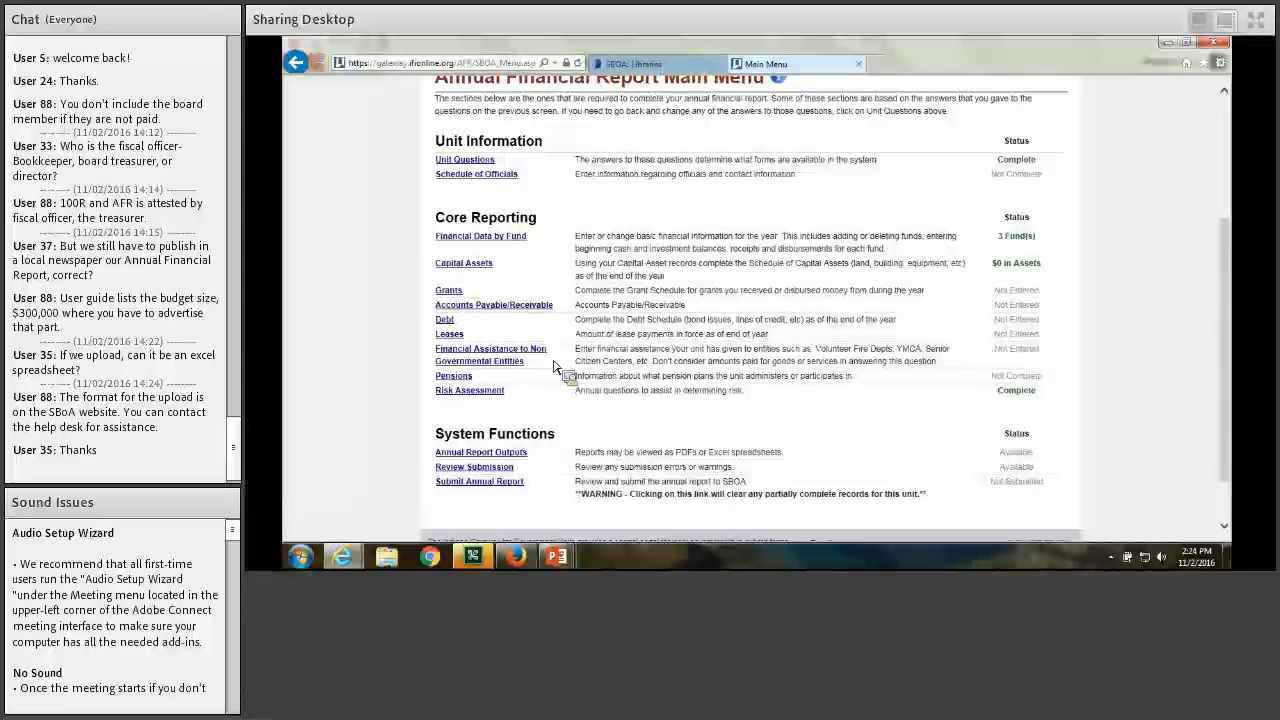 Chat (Everyone)
User 5: welcome back!
User 24: Thanks.
User 88: You don't include the board
member if they are not paid.
-------- (11/02/2016 14:12) --------
User 33: Who is the fiscal officer-
Bookkeeper, board treasurer, or
director?
-------- (11/02/2016 14:14) --------
User 88: 100R and AFR is attested by
fiscal officer, the treasurer.
-------- (11/02/2016 14:15) --------
User 37: But we still have to publish in
a local newspaper our Annual Financial
Report, correct?
User 88: User guide lists the budget size,
$300,000 where you have to advertise
that part.
-------- (11/02/2016 14:22) --------
User 35: If we upload, can it be an excel
spreadsheet?
-------- (11/02/2016 14:24) --------
User 88: The format for the upload is
on the SBoA website. You can contact
the help desk for assistance.
User 35: Thanks
Sound Issues
Audio Setup Wizard
• We recommend that all first-time
users run the "Audio Setup Wizard
"under the Meeting menu located in the
upper-left corner of the Adobe Connect
meeting interface to make sure your
computer has all the needed add-ins.
No Sound
• Once the meeting starts if you don't
Sharing Desktop
https://gateway.ifionline.org/AFR/SBOA_Menu.asp
SBOA: Libraries
Main Menu
Annual Financial Report Main Menu
The sections below are the ones that are required to complete your annual financial report. Some of these sections are based on the answers that you gave to the
questions on the previous screen. If you need to go back and change any of the answers to those questions, click on Unit Questions above.
Unit Information Status
Unit Questions The answers to these questions determine what forms are available in the system Complete
Schedule of Officials Enter information regarding officials and contact information. Not Complete
Core Reporting Status
Financial Data by Fund Enter or change basic financial information for the year. This includes adding or deleting funds, entering 3 Fund(s)
beginning cash and investment balances, receipts and disbursements for each fund.
Capital Assets Using your Capital Asset records complete the Schedule of Capital Assets (land, building, equipment, etc) $0 in Assets
as of the end of the year
Grants Complete the Grant Schedule for grants you received or disbursed money from during the year Not Entered
Accounts Payable/Receivable Accounts Payable/Receivable Not Entered
Debt Complete the Debt Schedule (bond issues, lines of credit, etc) as of the end of the year Not Entered
Leases Amount of lease payments in force as of end of year Not Entered
Financial Assistance to Non Enter financial assistance your unit has given to entities such as: Volunteer Fire Depts, YMCA, Senior Not Entered
Governmental Entities Citizen Centers, etc. Don't consider amounts paid for goods or services in answering this question
Pensions Information about what pension plans the unit administers or participates in. Not Complete
Risk Assessment Annual questions to assist in determining risk. Complete
System Functions Status
Annual Report Outputs Reports may be viewed as PDFs or Excel spreadsheets. Available
Review Submission Review any submission errors or warnings. Available
Submit Annual Report Review and submit the annual report to SBOA Not Submitted
**WARNING - Clicking on this link will clear any partially complete records for this unit.**
2:24 PM
11/2/2016